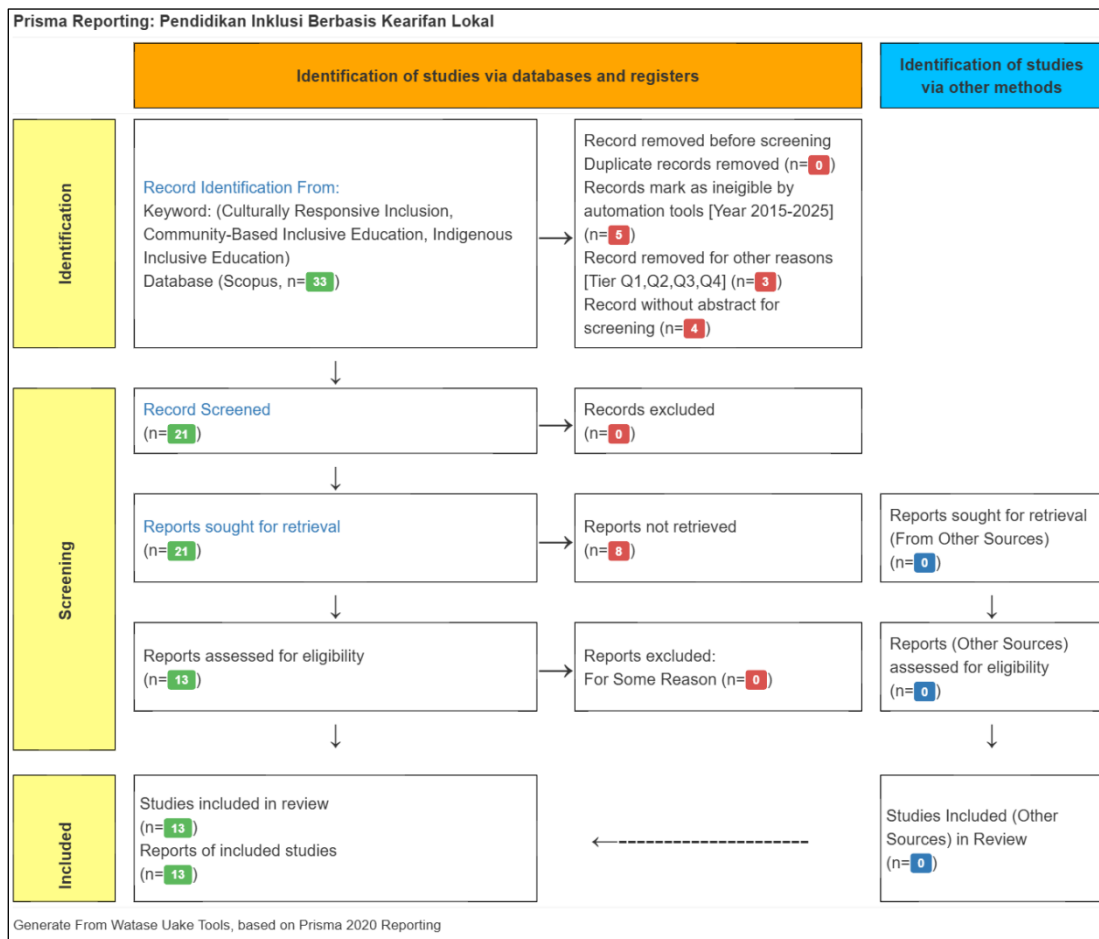 Prisma Reporting: Pendidikan Inklusi Berbasis Kearifan Lokal
Identification of studies via databases and registers
Identification of studies
via other methods
Identification
Record Identification From:
Keyword: (Culturally Responsive Inclusion,
Community-Based Inclusive Education, Indigenous
Inclusive Education)
Database (Scopus, n=33)
Record removed before screening
Duplicate records removed (n=0)
Records mark as ineigible by
automation tools [Year 2015-2025]
(n=5)
Record removed for other reasons
[Tier Q1,Q2,Q3,Q4] (n=3)
Record without abstract for
screening (n=4)
Screening
Record Screened
(n=21)
Records excluded
(n=0)
Reports sought for retrieval
(n=21)
Reports not retrieved
(n=8)
Reports sought for retrieval
(From Other Sources)
(n=0)
Reports assessed for eligibility
(n=13)
Reports excluded:
For Some Reason (n=0)
Reports (Other Sources)
assessed for eligibility
(n=0)
Included
Studies included in review
(n=13)
Reports of included studies
(n=13)
Studies Included (Other
Sources) in Review
(n=0)
Generate From Watase Uake Tools, based on Prisma 2020 Reporting